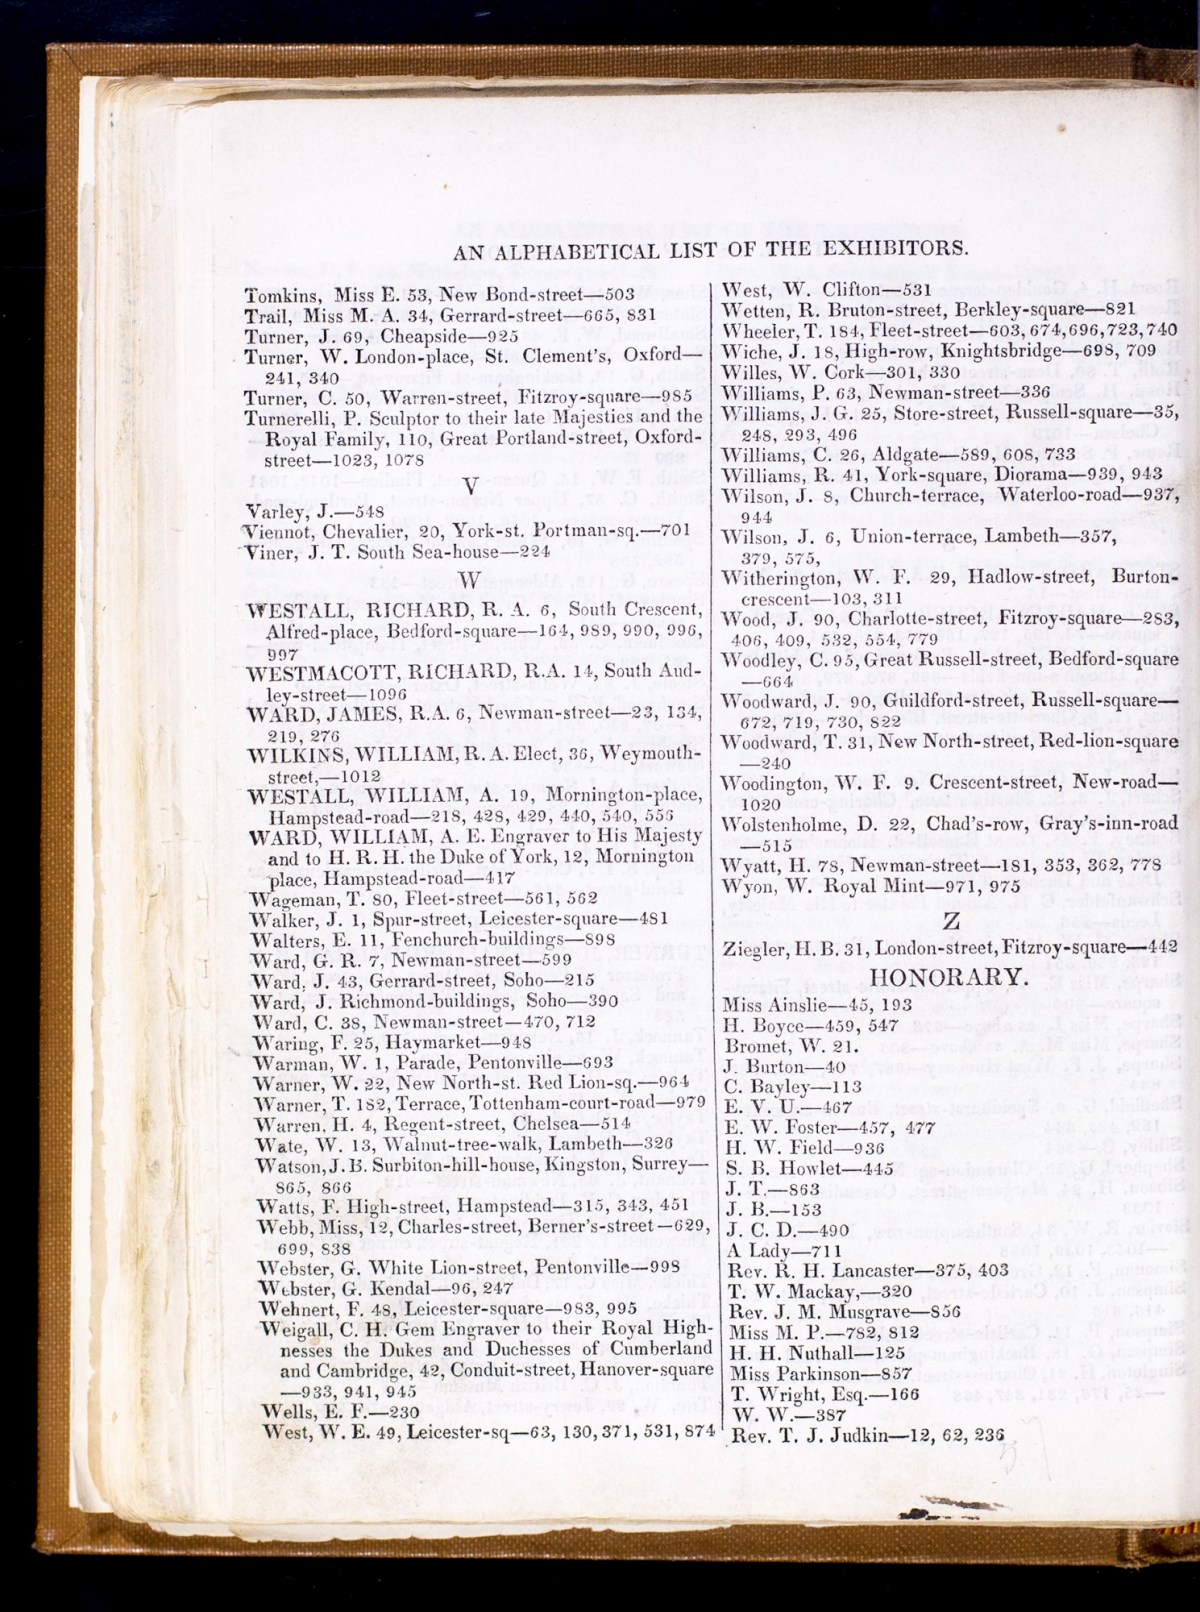 AN ALPHABETICAL LIST OF THE EXHIBITORS.
Tomkins, Miss E. 53, New Bond-street—503
Trail, Miss M. A. 34, Gerrard-street—665, 831
Turner, J. 69, Cheapside—925
Turner, W. London-place, St. Clement's, Oxford—
241, 340
Turner, C. 50, Warren-street, Fitzroy-square—985
Turnerelli, P. Sculptor to their late Majesties and the
Royal Family, 110, Great Portland-street, Oxford-
street—1023, 1078
V
Varley, J.—548
Viennot, Chevalier, 20, York-st. Portman-sq.—701
Viner, J. T. South Sea-house—224
W
WESTALL, RICHARD, R. A. 6, South Crescent,
Alfred-place, Bedford-square—164, 989, 990, 996,
997
WESTMACOTT, RICHARD, R.A. 14, South Aud-
ley-street—1096
WARD, JAMES, R.A. 6, Newman-street—23, 134,
219, 276
WILKINS, WILLIAM, R. A. Elect, 36, Weymouth-
street,—1012
WESTALL, WILLIAM, A. 19, Mornington-place,
Hampstead-road—218, 428, 429, 440, 540, 556
WARD, WILLIAM, A. E. Engraver to His Majesty
and to H. R. H. the Duke of York, 12, Mornington
place, Hampstead-road—417
Wageman, T. 80, Fleet-street—561, 562
Walker, J. 1, Spur-street, Leicester-square—481
Walters, E. 11, Fenchurch-buildings—898
Ward, G. R. 7, Newman-street—599
Ward, J. 43, Gerrard-street, Soho—215
Ward, J. Richmond-buildings, Soho—390
Ward, C. 38, Newman-street—470, 712
Waring, F. 25, Haymarket—948
Warman, W. 1, Parade, Pentonville—693
Warner, W. 22, New North-st. Red Lion-sq.—964
Warner, T. 182, Terrace, Tottenham-court-road—979
Warren, H. 4, Regent-street, Chelsea—514
Wate, W. 13, Walnut-tree-walk, Lambeth—326
Watson, J. B. Surbiton-hill-house, Kingston, Surrey—
865, 866
Watts, F. High-street, Hampstead—315, 343, 451
Webb, Miss, 12, Charles-street, Berner's-street—629,
699, 838
Webster, G. White Lion-street, Pentonville—998
Webster, G. Kendal—96, 247
Wehnert, F. 48, Leicester-square—983, 995
Weigall, C. H. Gem Engraver to their Royal High-
nesses the Dukes and Duchesses of Cumberland
and Cambridge, 42, Conduit-street, Hanover-square
—933, 941, 945
Wells, E. F.—230
West, W. E. 49, Leicester-sq—63, 130, 371, 531, 874
West, W. Clifton—531
Wetten, R. Bruton-street, Berkley-square—821
Wheeler, T. 184, Fleet-street—603, 674, 696, 723, 740
Wiche, J. 18, High-row, Knightsbridge—698, 709
Willes, W. Cork—301, 330
Williams, P. 63, Newman-street—336
Williams, J. G. 25, Store-street, Russell-square—35,
248, 293, 496
Williams, C. 26, Aldgate—589, 608, 733
Williams, R. 41, York-square, Diorama—939, 943
Wilson, J. 8, Church-terrace, Waterloo-road—937,
944
Wilson, J. 6, Union-terrace, Lambeth—357,
379, 575,
Witherington, W. F. 29, Hadlow-street, Burton-
crescent—103, 311
Wood, J. 90, Charlotte-street, Fitzroy-square—283,
406, 409, 532, 554, 779
Woodley, C. 95, Great Russell-street, Bedford-square
—664
Woodward, J. 90, Guildford-street, Russell-square—
672, 719, 730, 822
Woodward, T. 31, New North-street, Red-lion-square
—240
Woodington, W. F. 9. Crescent-street, New-road—
1020
Wolstenholme, D. 22, Chad's-row, Gray's-inn-road
—515
Wyatt, H. 78, Newman-street—181, 353, 362, 778
Wyon, W. Royal Mint—971, 975
Z
Ziegler, H. B. 31, London-street, Fitzroy-square—442
HONORARY.
Miss Ainslie—45, 193
H. Boyce—459, 547
Bromet, W. 21.
J. Burton—40
C. Bayley—113
E. V. U.—467
E. W. Foster—457, 477
H. W. Field—936
S. B. Howlet—445
J. T.—863
J. B.—153
J. C. D.—490
A Lady—711
Rev. R. H. Lancaster—375, 403
T. W. Mackay,—320
Rev. J. M. Musgrave—856
Miss M. P.—782, 812
H. H. Nuthall—125
Miss Parkinson—857
T. Wright, Esq.—166
W. W.—387
Rev. T. J. Judkin—12, 62, 236